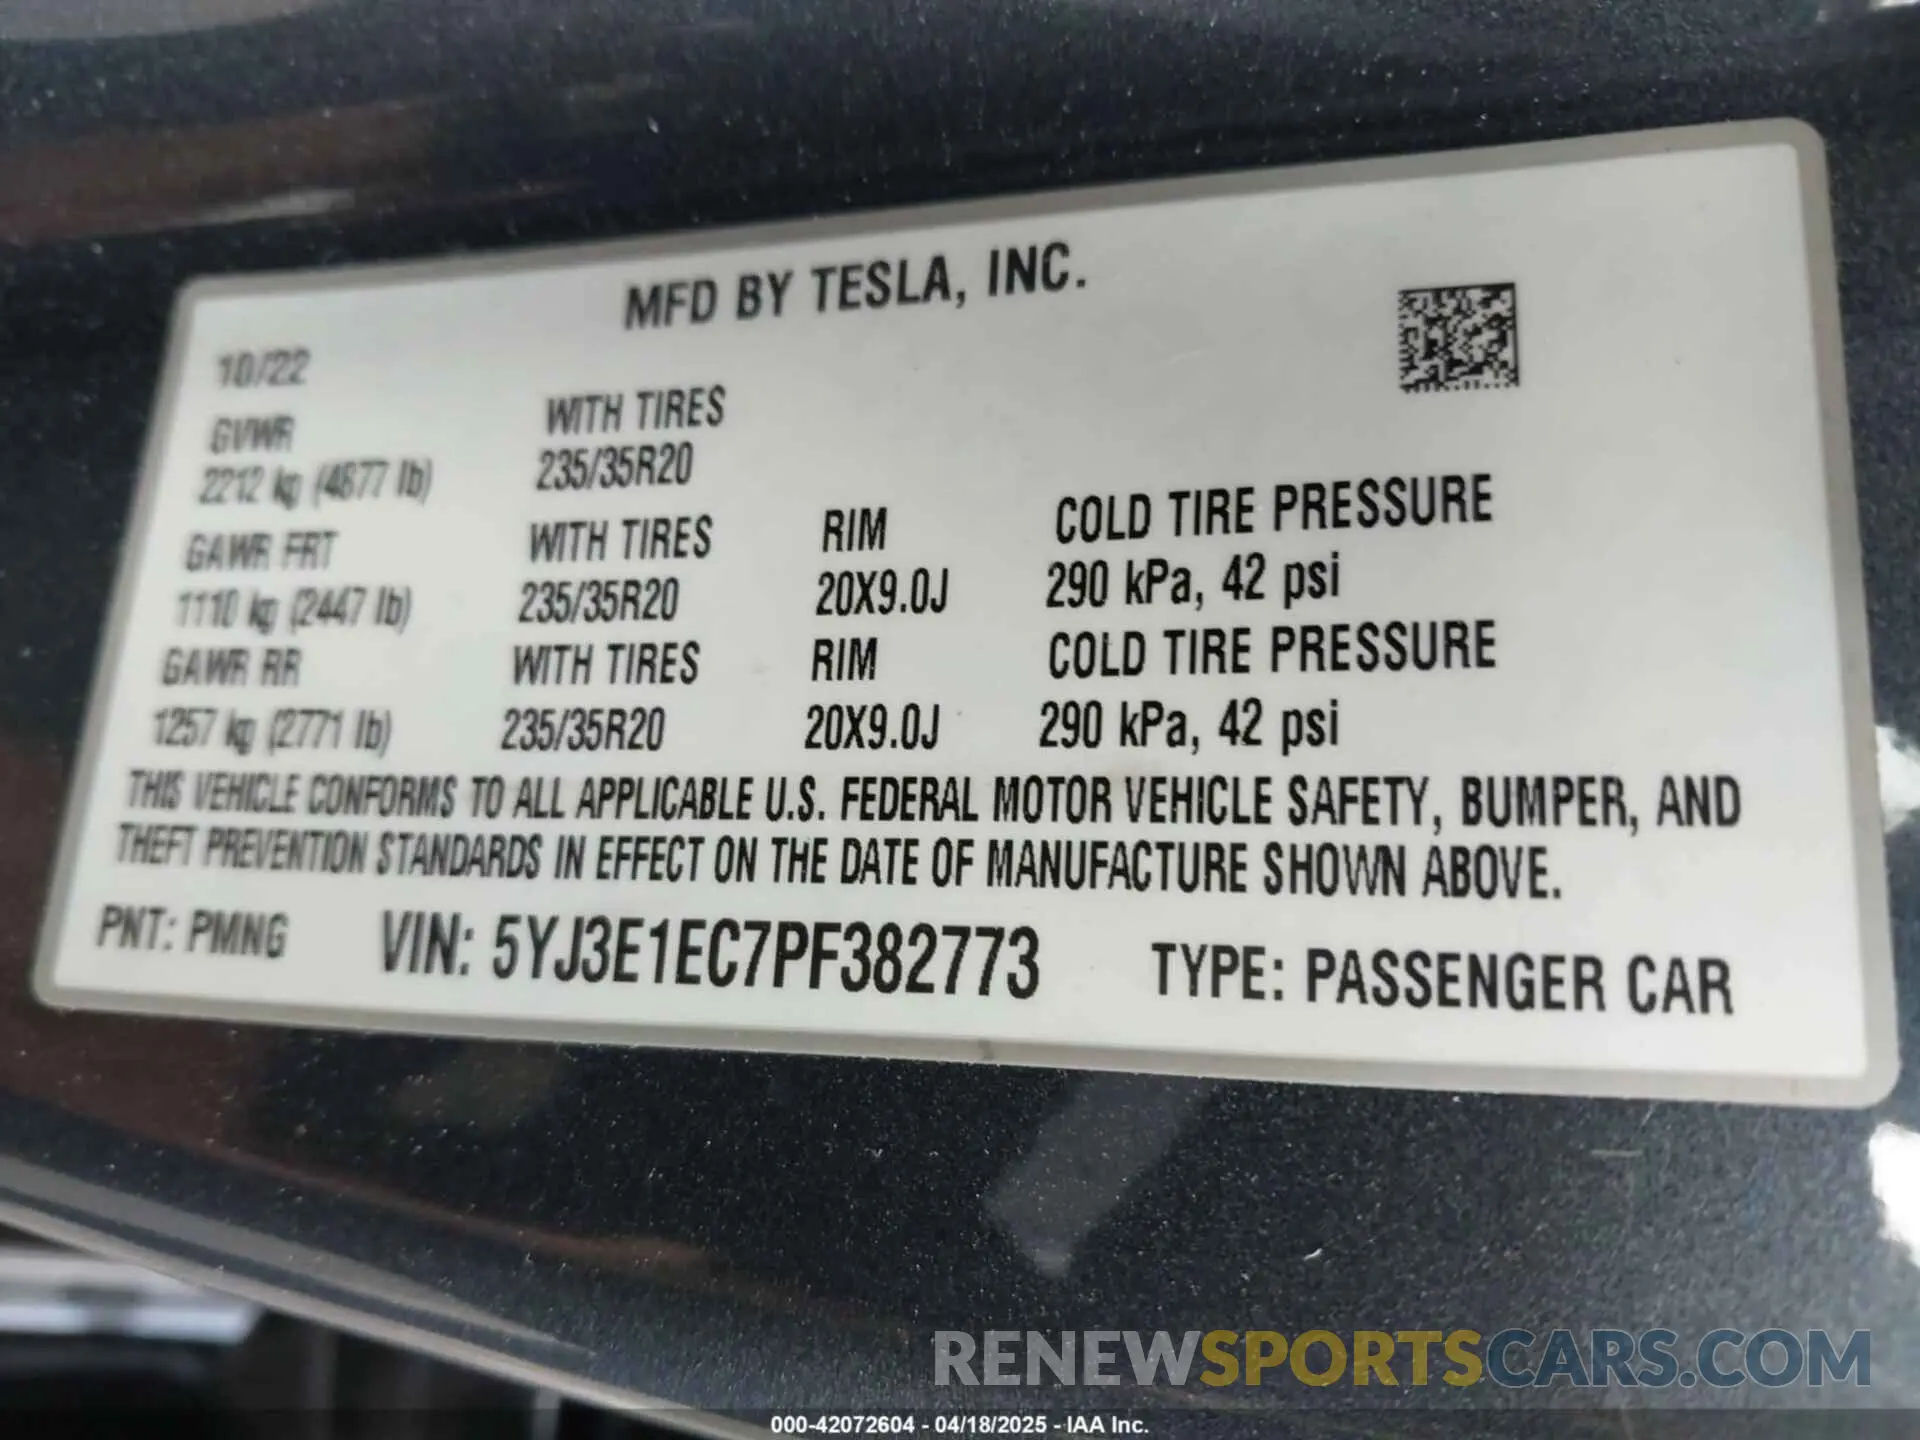 MFD BY TESLA, INC.
10/22
GVWR WITH TIRES
2212 kg (4877 lb) 235/35R20
GAWR FRT WITH TIRES RIM COLD TIRE PRESSURE
1110 kg (2447 lb) 235/35R20 20X9.0J 290 kPa, 42 psi
GAWR RR WITH TIRES RIM COLD TIRE PRESSURE
1257 kg (2771 lb) 235/35R20 20X9.0J 290 kPa, 42 psi
THIS VEHICLE CONFORMS TO ALL APPLICABLE U.S. FEDERAL MOTOR VEHICLE SAFETY, BUMPER, AND
THEFT PREVENTION STANDARDS IN EFFECT ON THE DATE OF MANUFACTURE SHOWN ABOVE.
PNT: PMNG VIN: 5YJ3E1EC7PF382773 TYPE: PASSENGER CAR
RENEWSPORTSCARS.COM
000-42072604 - 04/18/2025 - IAA Inc.